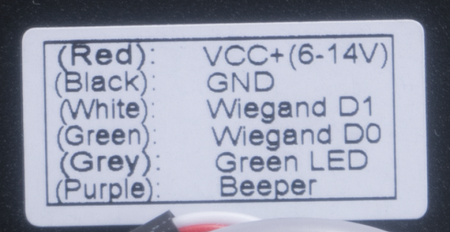 (Red): VCC+(6-14V)
(Black): GND
(White): Wiegand D1
(Green): Wiegand D0
(Grey): Green LED
(Purple): Beeper